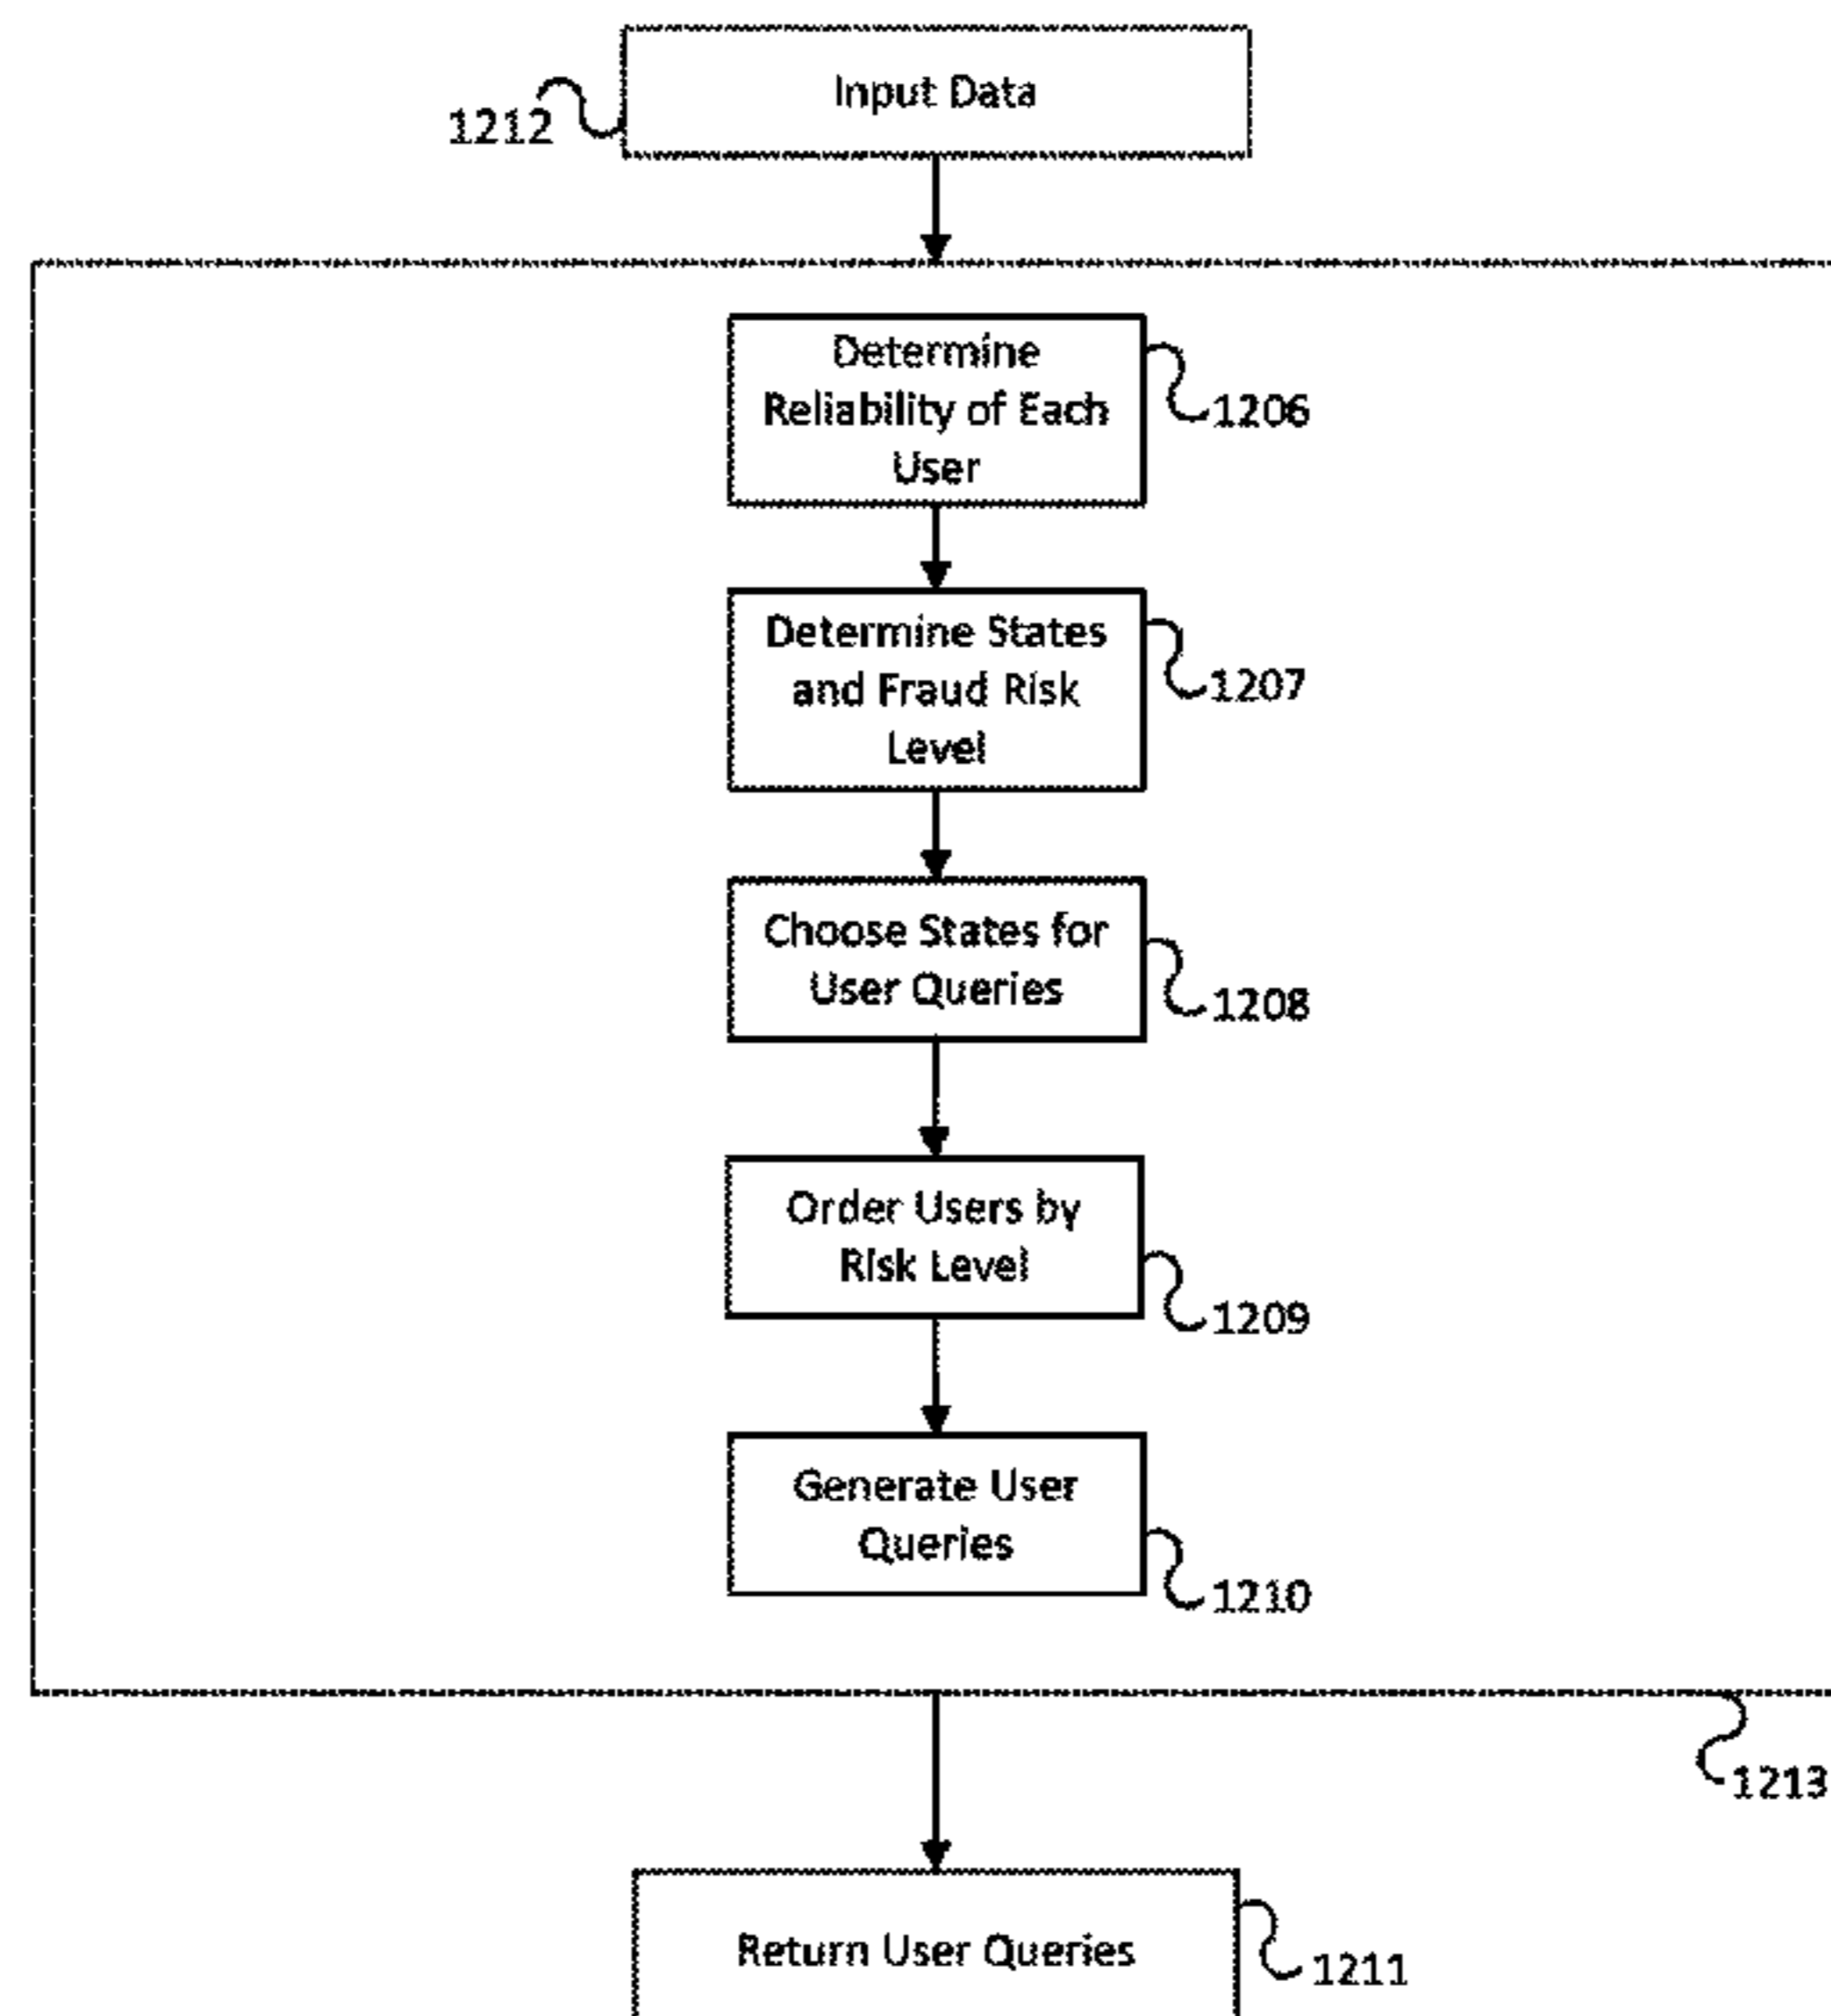 Input Data
1212
Determine
Reliability of Each
User
1206
Determine States
and Fraud Risk
Level
1207
Choose States for
User Queries
1208
Order Users by
Risk Level
1209
Generate User
Queries
1210
1213
Return User Queries
1211